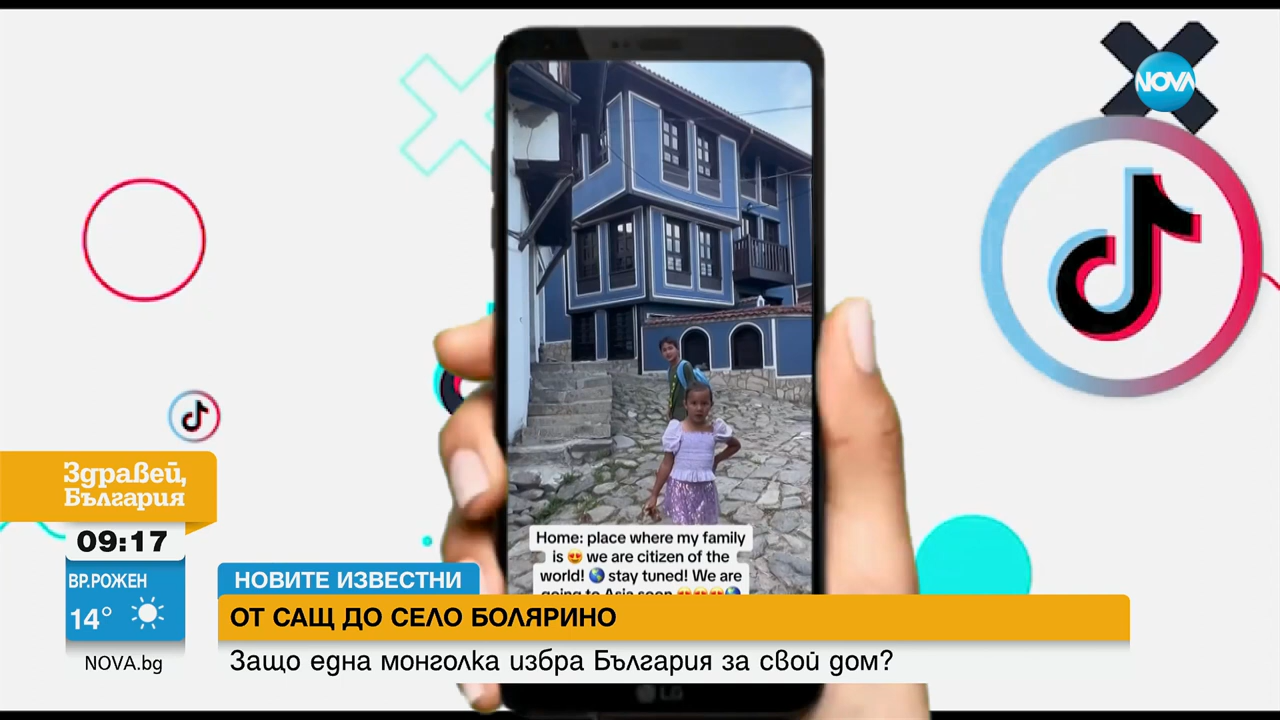 NOVA
Home: place where my family
is 😍 we are citizen of the
world! 🌎 stay tuned! We are
going to Asia soon 😍😍😍🌎
Здравей,
България
09:17
ВР.РОЖЕН
14°
NOVA.bg
НОВИТЕ ИЗВЕСТНИ
ОТ САЩ ДО СЕЛО БОЛЯРИНО
Защо една монголка избра България за свой дом?
LG